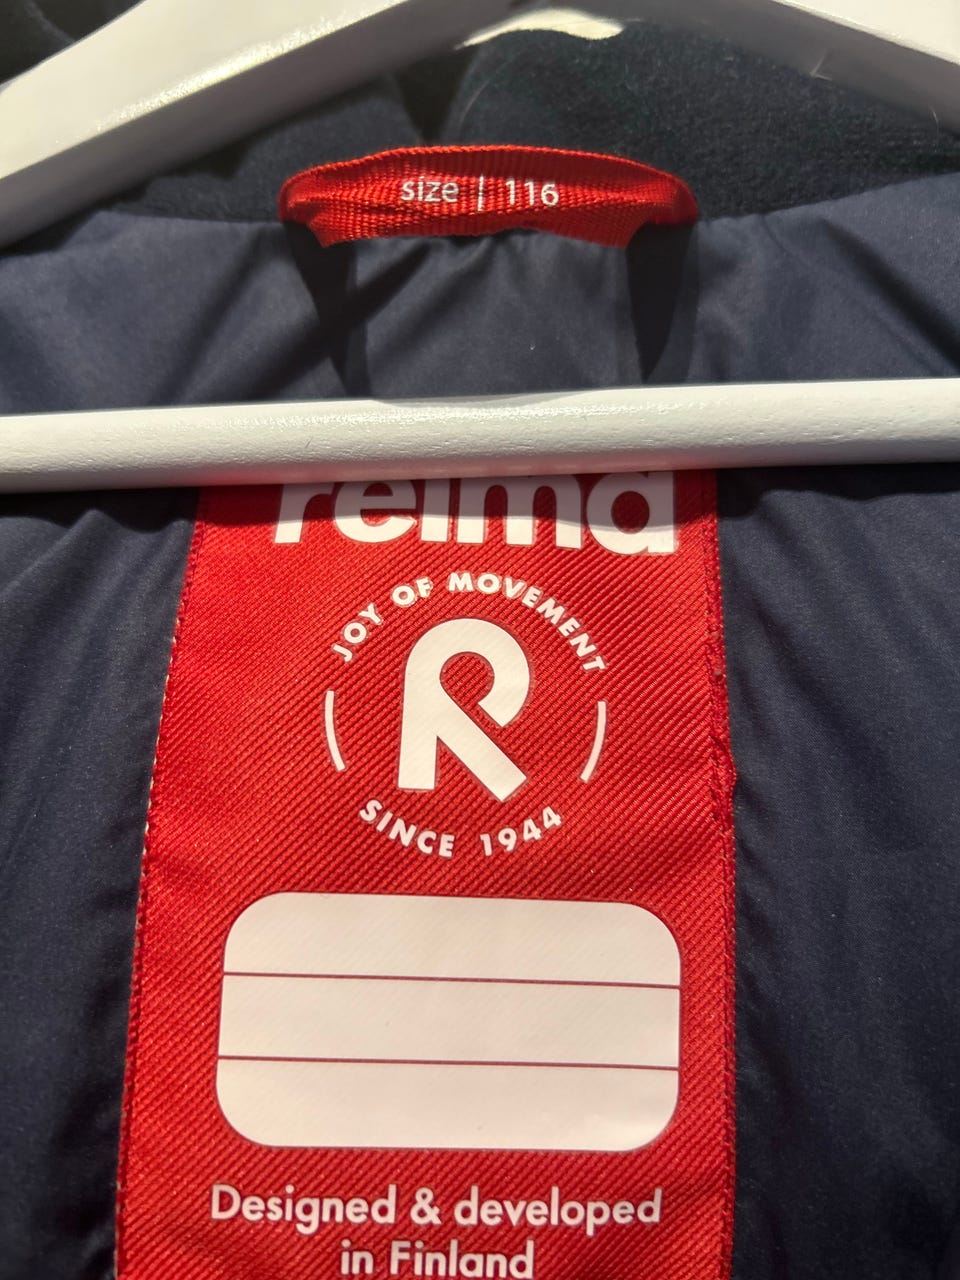 size | 116
reima
JOY OF MOVEMENT
R
SINCE 1944
Designed & developed
in Finland